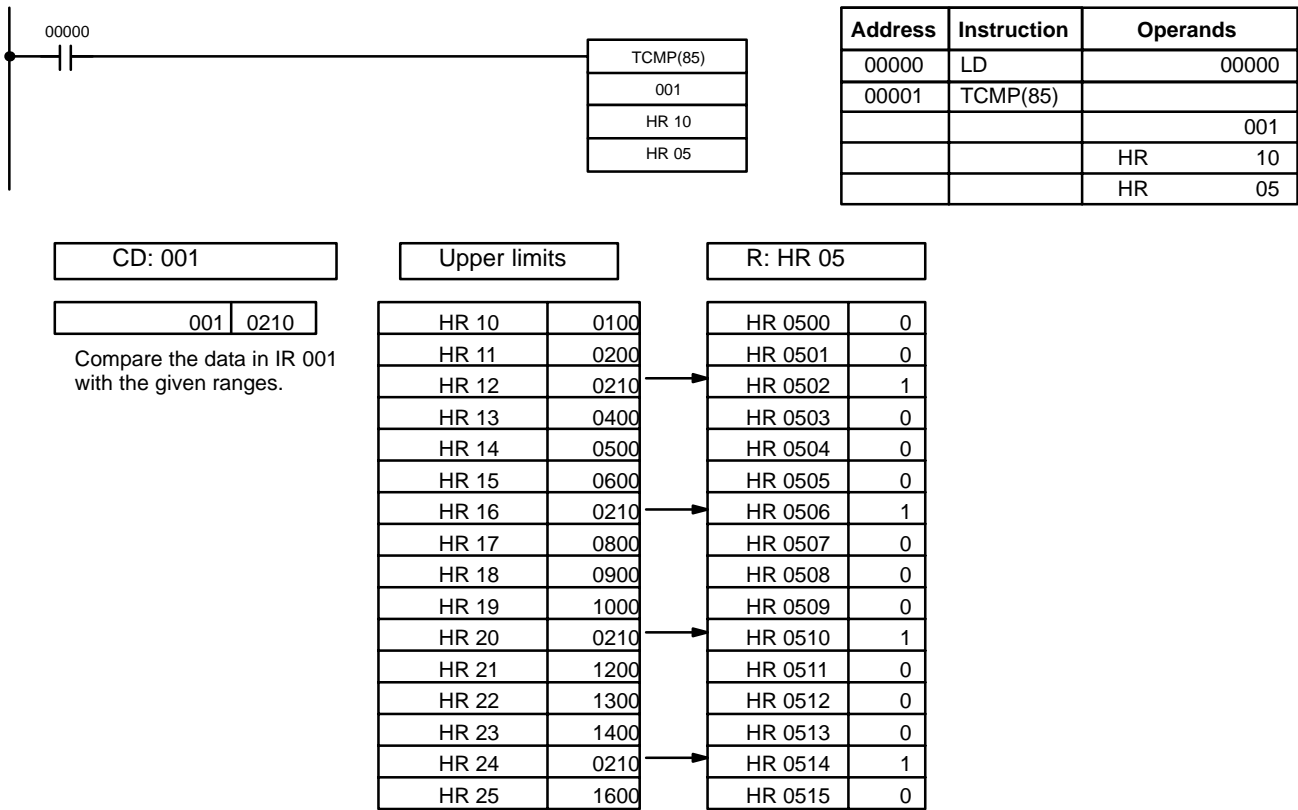 00000
TCMP(85)
001
HR 10
HR 05
Address Instruction Operands
00000 LD 00000
00001 TCMP(85)
001
HR 10
HR 05
CD: 001
001 0210
Compare the data in IR 001
with the given ranges.
Upper limits
R: HR 05
HR 10 0100 HR 0500 0
HR 11 0200 HR 0501 0
HR 12 0210 HR 0502 1
HR 13 0400 HR 0503 0
HR 14 0500 HR 0504 0
HR 15 0600 HR 0505 0
HR 16 0210 HR 0506 1
HR 17 0800 HR 0507 0
HR 18 0900 HR 0508 0
HR 19 1000 HR 0509 0
HR 20 0210 HR 0510 1
HR 21 1200 HR 0511 0
HR 22 1300 HR 0512 0
HR 23 1400 HR 0513 0
HR 24 0210 HR 0514 1
HR 25 1600 HR 0515 0